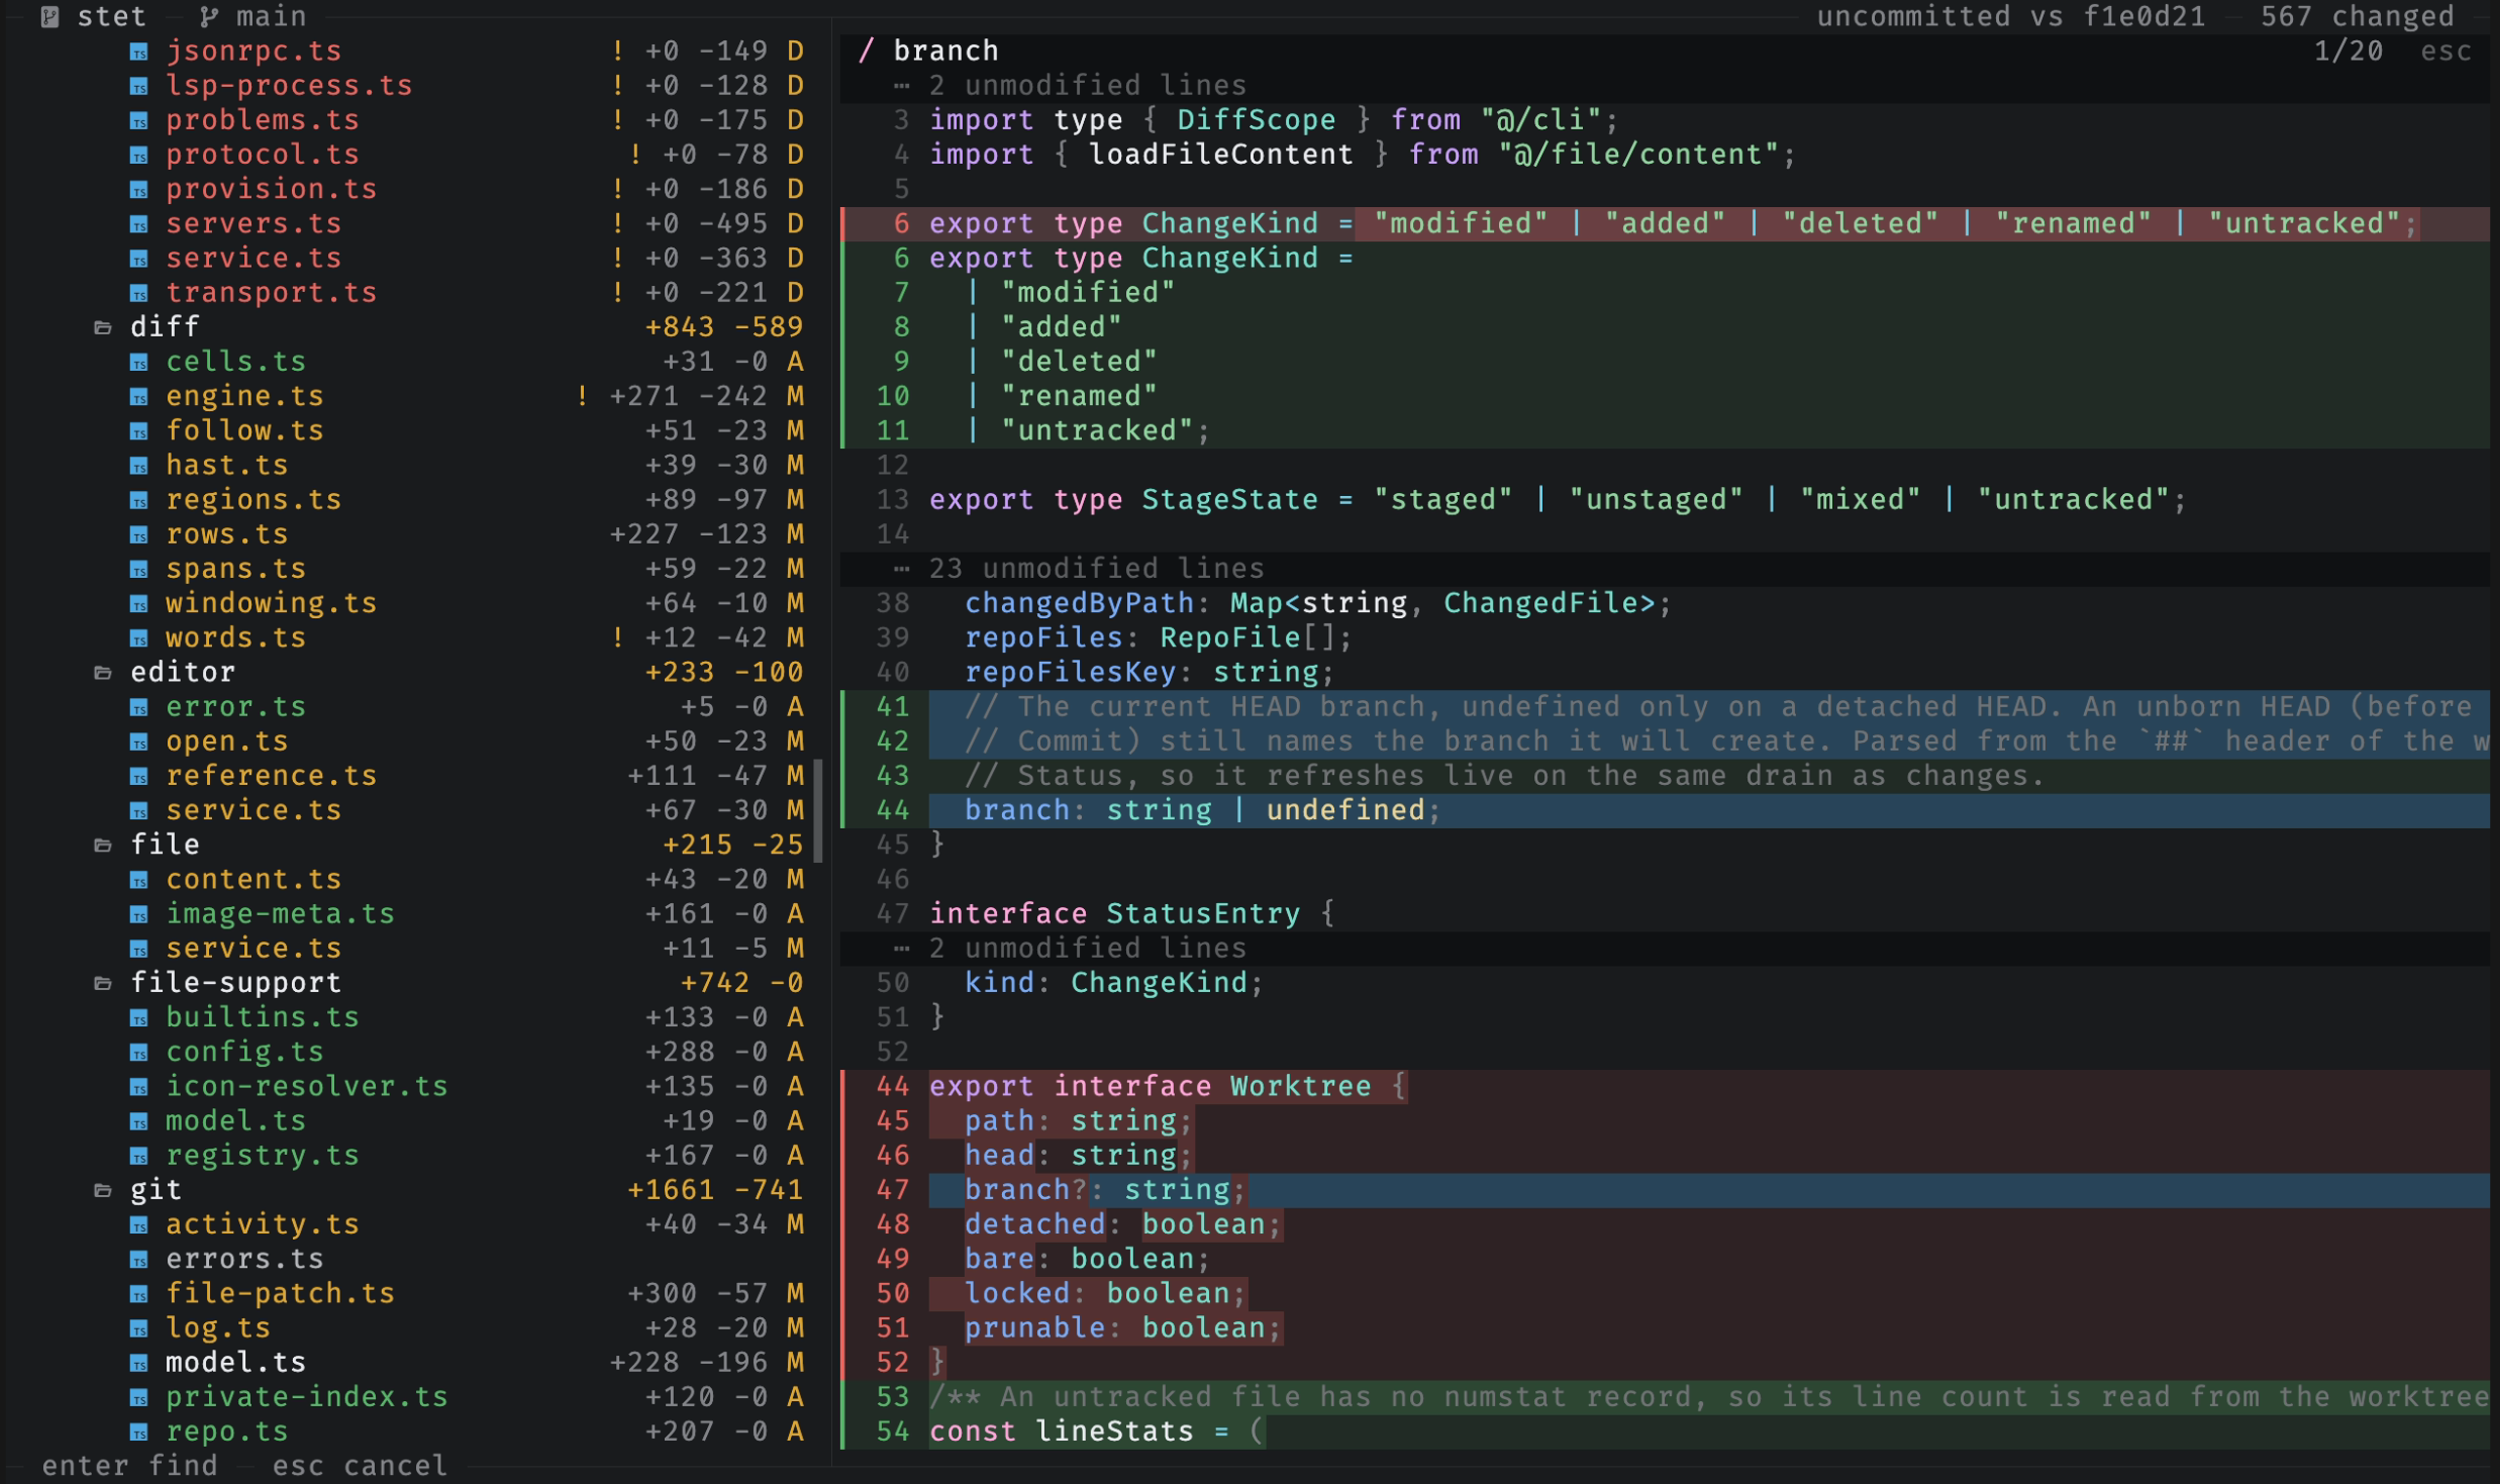 stet main uncommitted vs f1e0d21 567 changed
jsonrpc.ts ! +0 -149 D
lsp-process.ts ! +0 -128 D
problems.ts ! +0 -175 D
protocol.ts ! +0 -78 D
provision.ts ! +0 -186 D
servers.ts ! +0 -495 D
service.ts ! +0 -363 D
transport.ts ! +0 -221 D
diff +843 -589
cells.ts +31 -0 A
engine.ts ! +271 -242 M
follow.ts +51 -23 M
hast.ts +39 -30 M
regions.ts +89 -97 M
rows.ts +227 -123 M
spans.ts +59 -22 M
windowing.ts +64 -10 M
words.ts ! +12 -42 M
editor +233 -100
error.ts +5 -0 A
open.ts +50 -23 M
reference.ts +111 -47 M
service.ts +67 -30 M
file +215 -25
content.ts +43 -20 M
image-meta.ts +161 -0 A
service.ts +11 -5 M
file-support +742 -0
builtins.ts +133 -0 A
config.ts +288 -0 A
icon-resolver.ts +135 -0 A
model.ts +19 -0 A
registry.ts +167 -0 A
git +1661 -741
activity.ts +40 -34 M
errors.ts
file-patch.ts +300 -57 M
log.ts +28 -20 M
model.ts +228 -196 M
private-index.ts +120 -0 A
repo.ts +207 -0 A
/ branch 1/20 esc
⋯ 2 unmodified lines
3 import type { DiffScope } from "@/cli";
4 import { loadFileContent } from "@/file/content";
5
6 export type ChangeKind = "modified" | "added" | "deleted" | "renamed" | "untracked";
6 export type ChangeKind =
7 | "modified"
8 | "added"
9 | "deleted"
10 | "renamed"
11 | "untracked";
12
13 export type StageState = "staged" | "unstaged" | "mixed" | "untracked";
14
⋯ 23 unmodified lines
38 changedByPath: Map<string, ChangedFile>;
39 repoFiles: RepoFile[];
40 repoFilesKey: string;
41 // The current HEAD branch, undefined only on a detached HEAD. An unborn HEAD (before
42 // Commit) still names the branch it will create. Parsed from the `##` header of the w
43 // Status, so it refreshes live on the same drain as changes.
44 branch: string | undefined;
45 }
46
47 interface StatusEntry {
⋯ 2 unmodified lines
50 kind: ChangeKind;
51 }
52
44 export interface Worktree {
45 path: string;
46 head: string;
47 branch?: string;
48 detached: boolean;
49 bare: boolean;
50 locked: boolean;
51 prunable: boolean;
52 }
53 /** An untracked file has no numstat record, so its line count is read from the worktree
54 const lineStats = (
enter find esc cancel